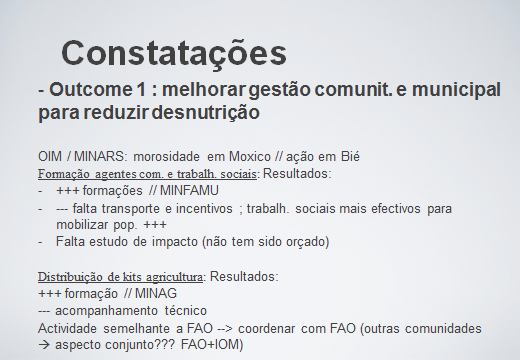 Constatações
- Outcome 1 : melhorar gestão comunit. e municipal
para reduzir desnutrição
OIM / MINARS: morosidade em Moxico // ação em Bié
Formação agentes com. e trabalh. sociais: Resultados:
- +++ formações // MINFAMU
- --- falta transporte e incentivos ; trabalh. sociais mais efectivos para
mobilizar pop. +++
- Falta estudo de impacto (não tem sido orçado)
Distribuição de kits agricultura: Resultados:
+++ formação // MINAG
--- acompanhamento técnico
Actividade semelhante a FAO --> coordenar com FAO (outras comunidades
→ aspecto conjunto??? FAO+IOM)